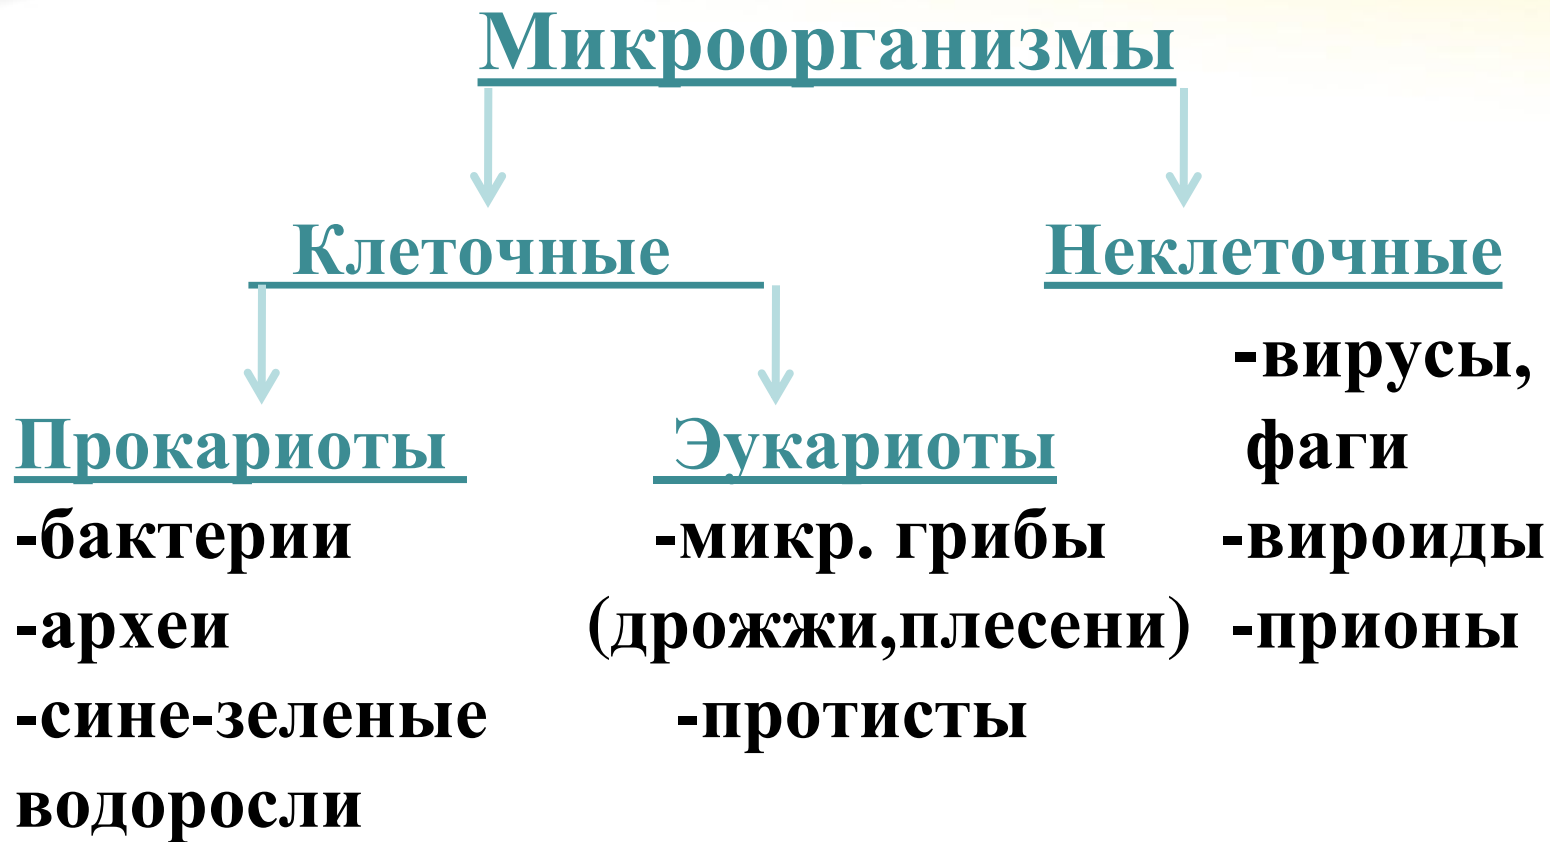 Микроорганизмы
Клеточные
Неклеточные
Прокариоты
-бактерии
-археи
-сине-зеленые
водоросли
Эукариоты
-микр. грибы
(дрожжи,плесени)
-протисты
-вирусы,
фаги
-вироиды
-прионы